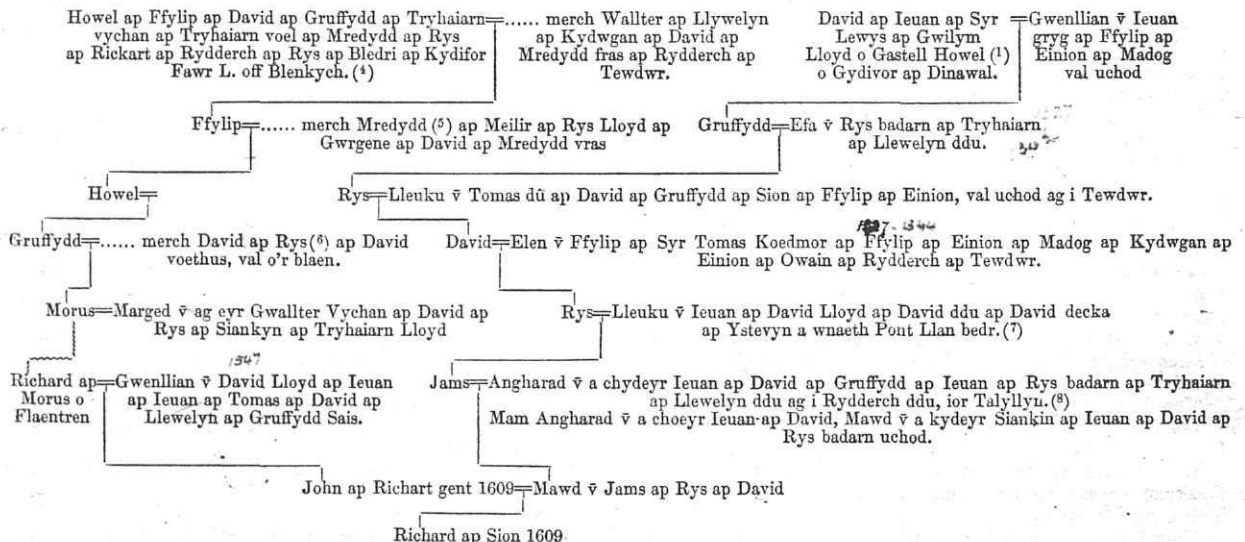 Howel ap Ffylip ap David ap Gruffydd ap Tryhaiarn
vychan ap Tryhaiarn voel ap Mredydd ap Rys
ap Rickart ap Rydderch ap Rys ap Bledri ap Kydifor
Fawr L. off Blenkych. (⁴)
...... merch Wallter ap Llywelyn
ap Kydwgan ap David ap
Mredydd fras ap Rydderch ap
Tewdwr.
David ap Ieuan ap Syr
Lewys ap Gwilym
Lloyd o Gastell Howel (¹)
o Gydivor ap Dinawal.
Gwenllian v̄ Ieuan
gryg ap Ffylip ap
Einion ap Madog
val uchod
Ffylip=...... merch Mredydd (⁵) ap Meilir ap Rys Lloyd ap
Gwrgene ap David ap Mredydd vras
Gruffydd=Efa v̄ Rys badarn ap Tryhaiarn
ap Llewelyn ddu.
Howel=
Rys=Lleuku v̄ Tomas dû ap David ap Gruffydd ap Sion ap Ffylip ap Einion, val uchod ag i Tewdwr.
Gruffydd=...... merch David ap Rys (⁶) ap David
voethus, val o'r blaen.
David=Elen v̄ Ffylip ap Syr Tomas Koedmor ap Ffylip ap Einion ap Madog ap Kydwgan ap
Einion ap Owain ap Rydderch ap Tewdwr.
Morus=Marged v̄ ag eyr Gwallter Vychan ap David ap
Rys ap Siankyn ap Tryhaiarn Lloyd
Rys=Lleuku v̄ Ieuan ap David Lloyd ap David ddu ap David decka
ap Ystevyn a wnaeth Pont Llan bedr. (⁷)
1547
Richard ap
Morus o
Flaentren
=Gwenllian v̄ David Lloyd ap Ieuan
ap Ieuan ap Tomas ap David ap
Llewelyn ap Gruffydd Sais.
Jams=Angharad v̄ a chydeyr Ieuan ap David ap Gruffydd ap Ieuan ap Rys badarn ap Tryhaiarn
ap Llewelyn ddu ag i Rydderch ddu, ior Talyllyn. (⁸)
Mam Angharad v̄ a choeyr Ieuan ap David, Mawd v̄ a kydeyr Siankin ap Ieuan ap David ap
Rys badarn uchod.
John ap Richart gent 1609=Mawd v̄ Jams ap Rys ap David
Richard ap Sion 1609